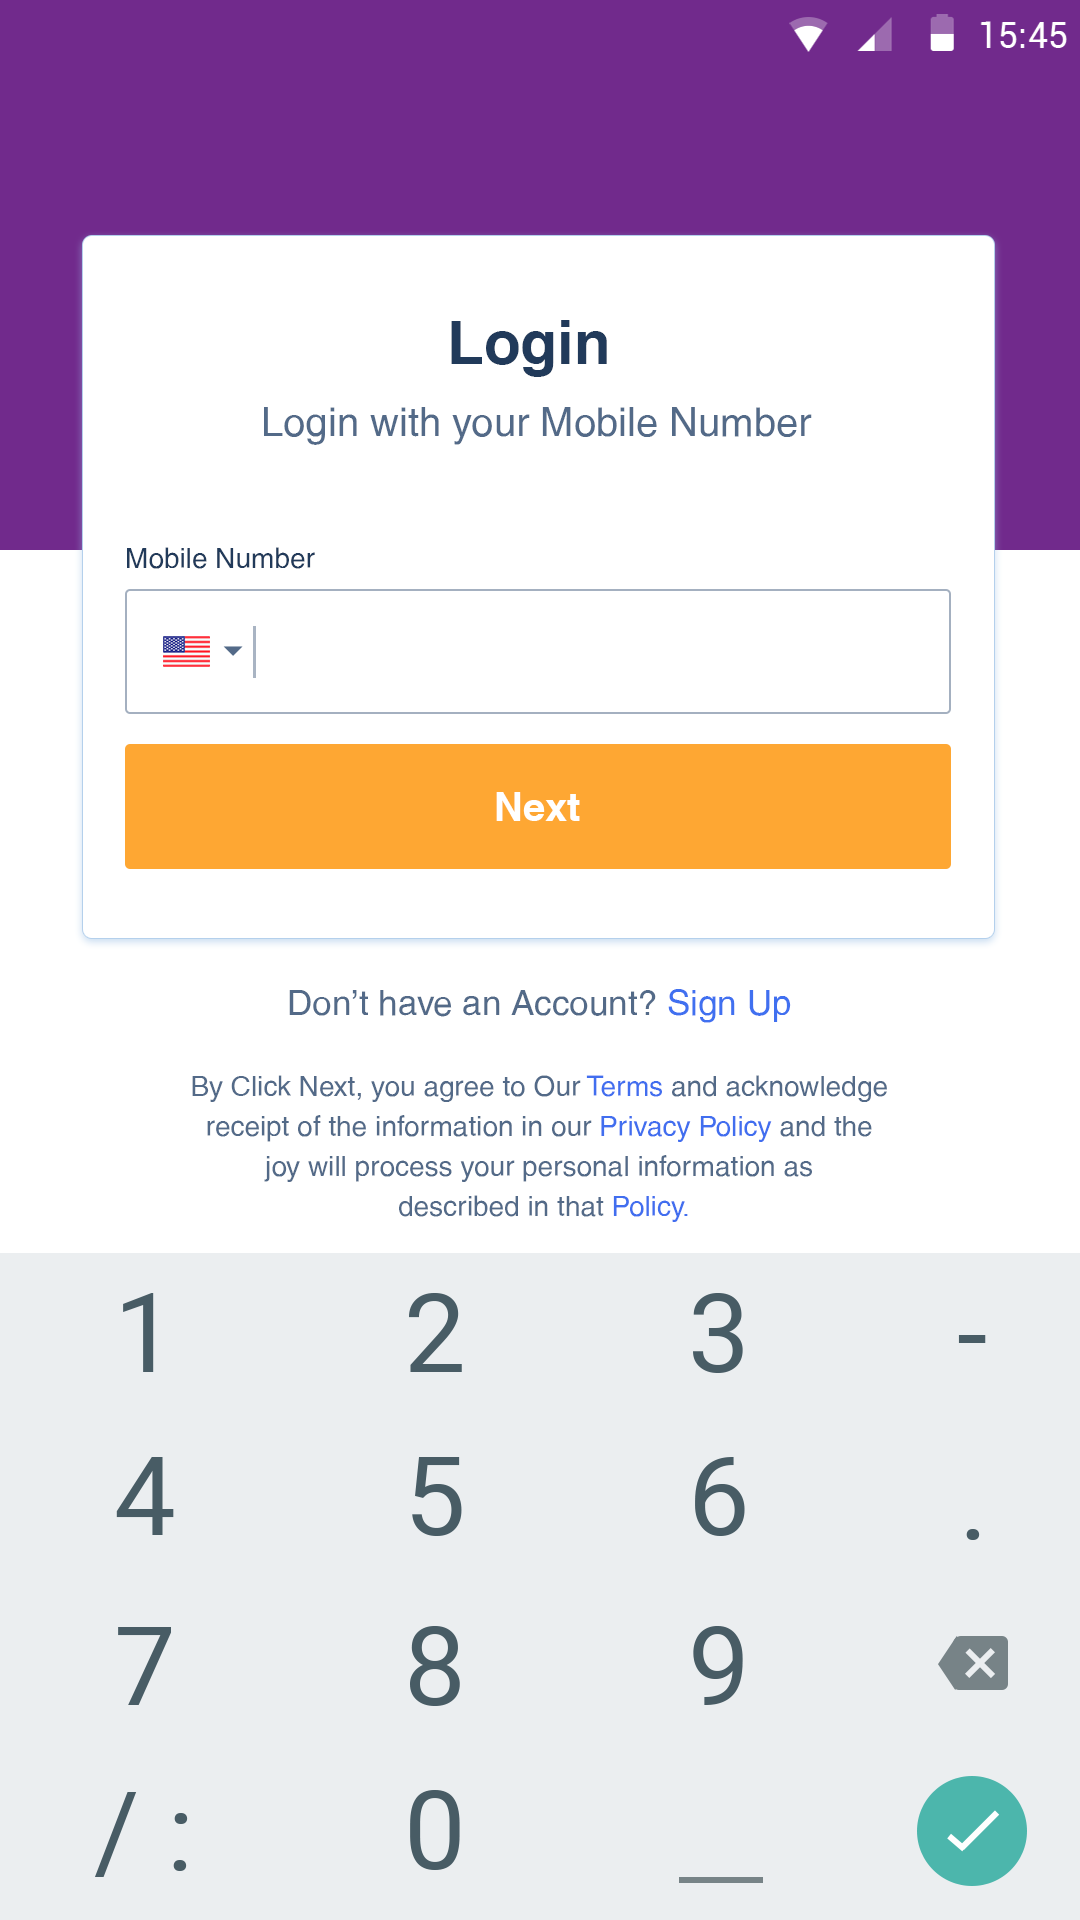 15:45
Login
Login with your Mobile Number
Mobile Number
Next
Don’t have an Account? Sign Up
By Click Next, you agree to Our Terms and acknowledge
receipt of the information in our Privacy Policy and the
joy will process your personal information as
described in that Policy.
1 2 3 -
4 5 6 .
7 8 9
/ : 0 _